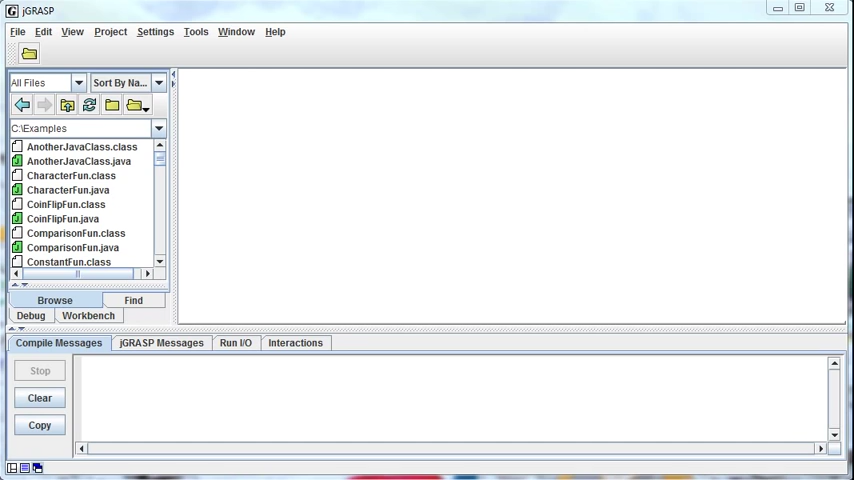 jGRASP
File Edit View Project Settings Tools Window Help
All Files Sort By Na...
C:\Examples
AnotherJavaClass.class
AnotherJavaClass.java
CharacterFun.class
CharacterFun.java
CoinFlipFun.class
CoinFlipFun.java
ComparisonFun.class
ComparisonFun.java
ConstantFun.class
Browse Find
Debug Workbench
Compile Messages jGRASP Messages Run I/O Interactions
Stop
Clear
Copy